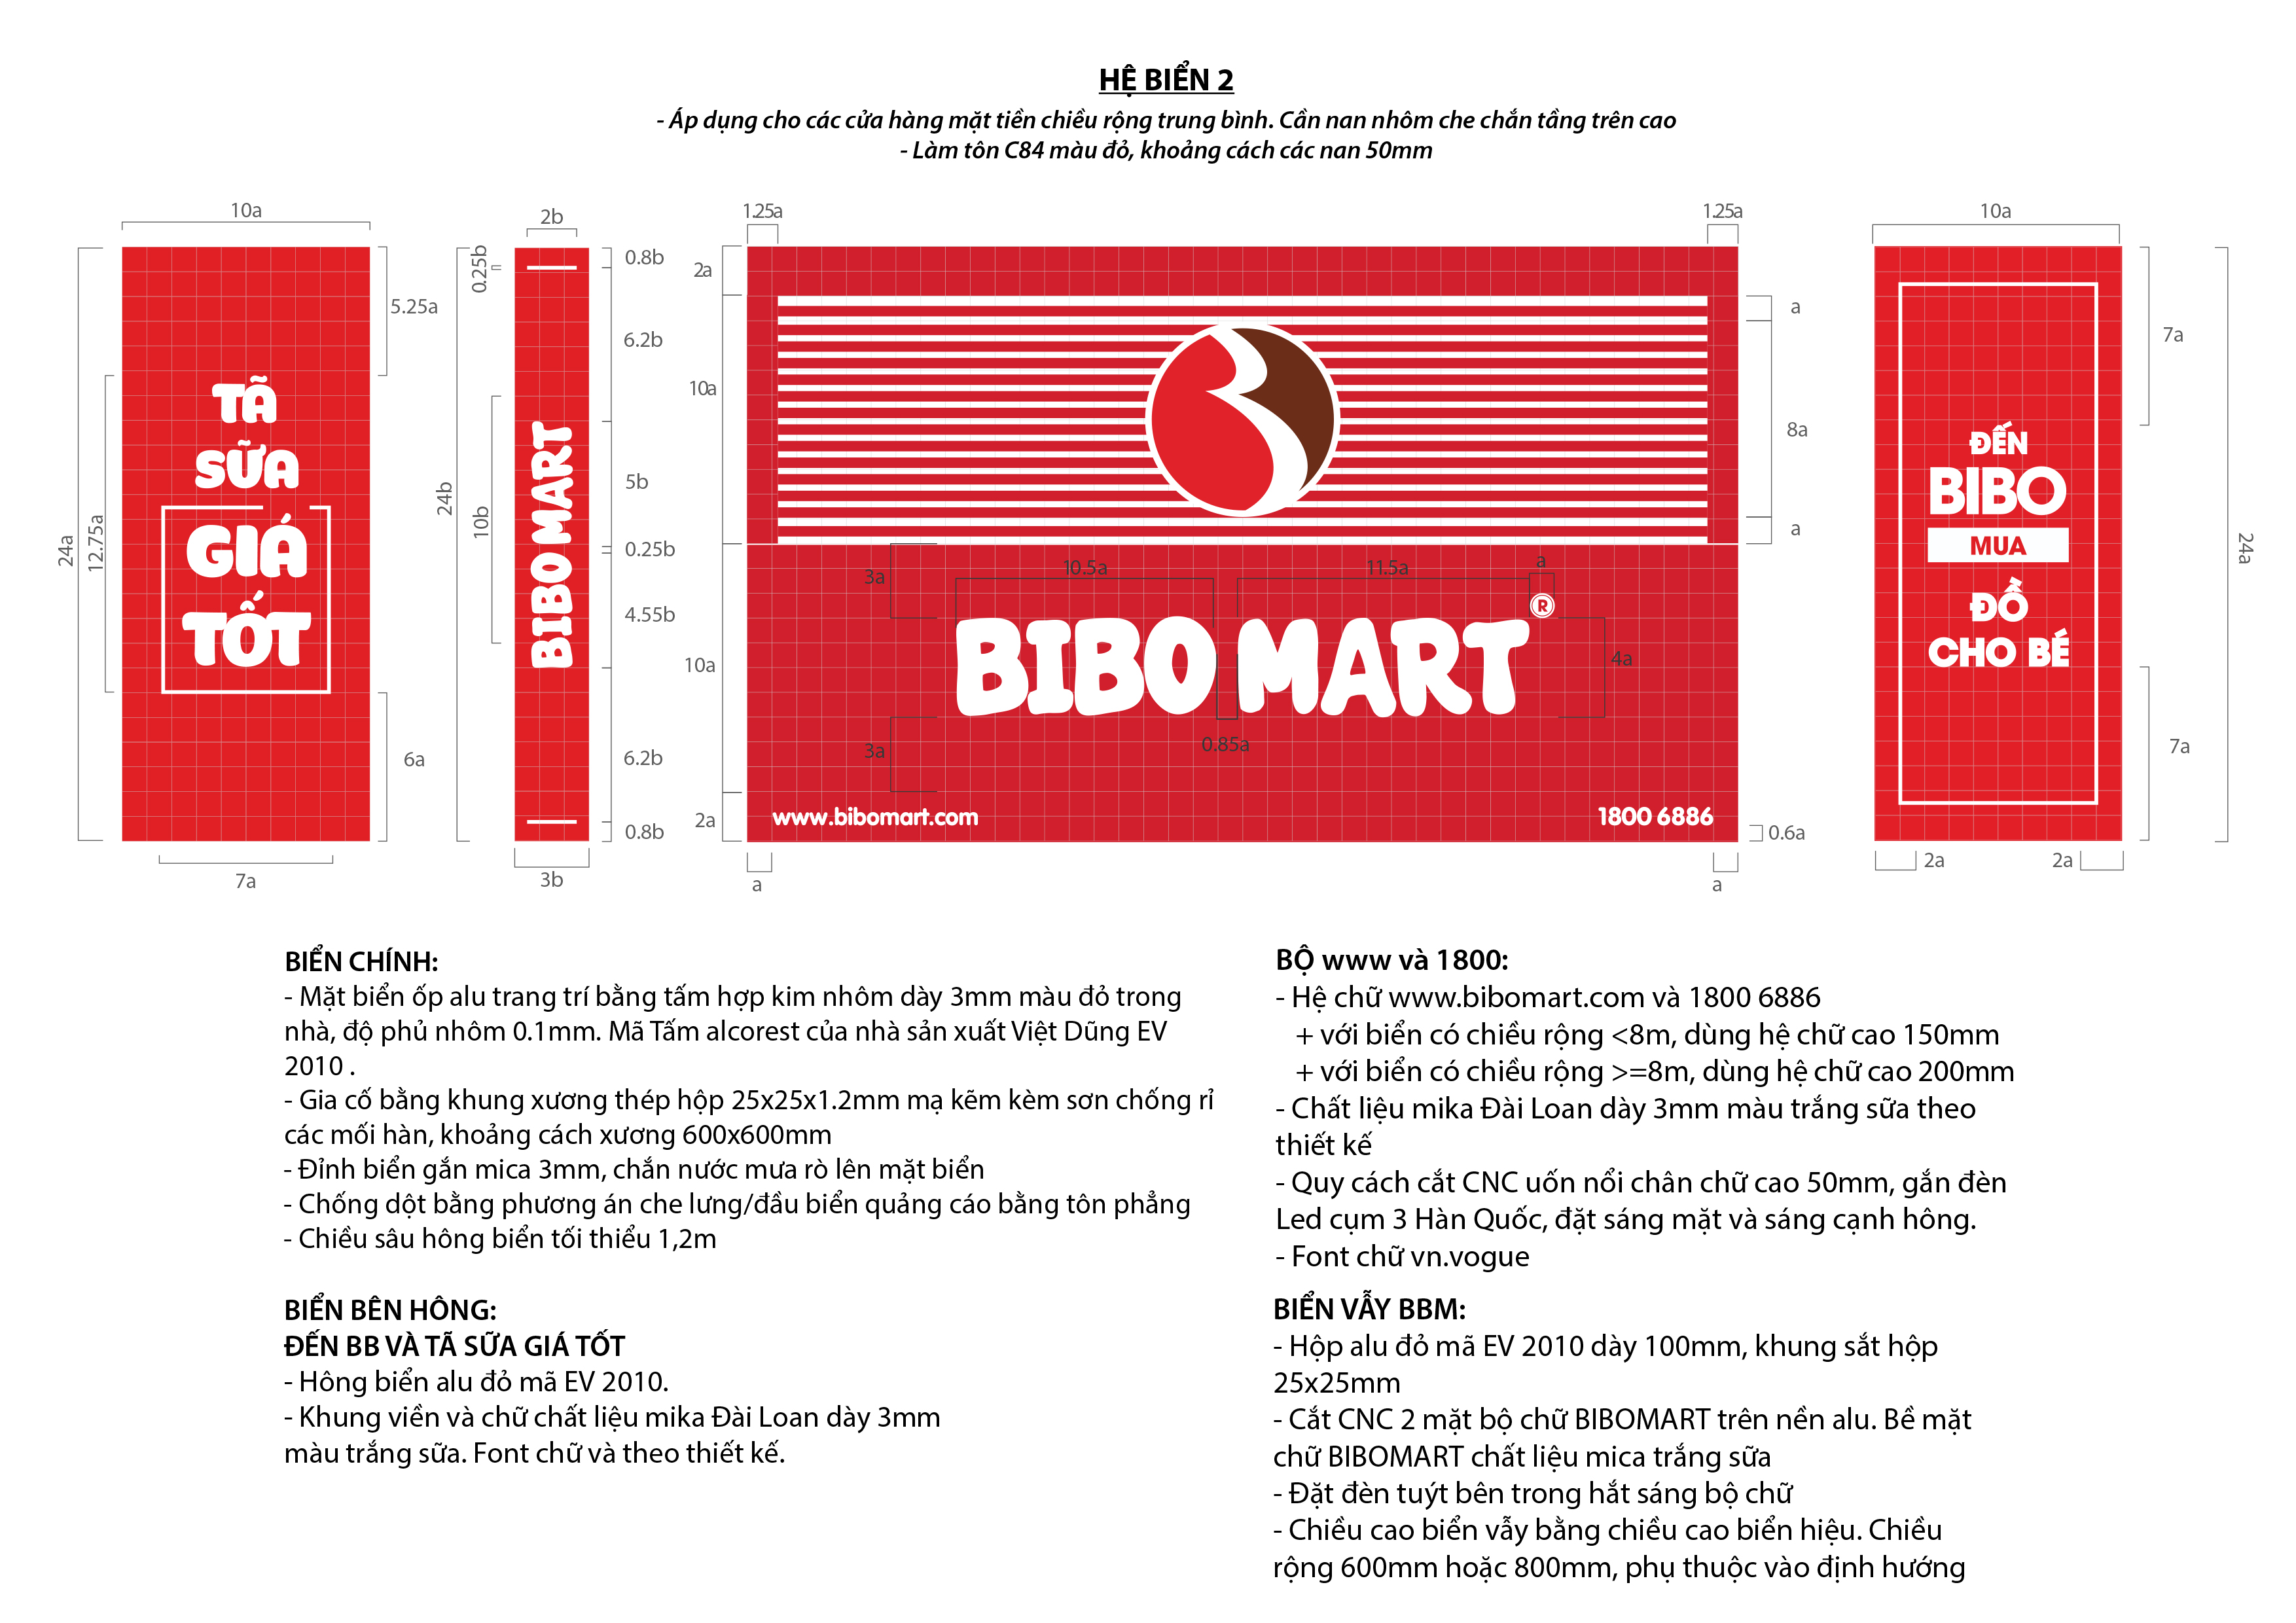 HỆ BIỂN 2
- Áp dụng cho các cửa hàng mặt tiền chiều rộng trung bình. Cần nan nhôm che chắn tầng trên cao
- Làm tôn C84 màu đỏ, khoảng cách các nan 50mm
10a
24a
12.75a
5.25a
6a
7a
TÃ
SỮA
GIÁ
TỐT
2b
0.25b
24b
10b
0.8b
6.2b
5b
0.25b
4.55b
6.2b
0.8b
3b
BIBO MART
1.25a
1.25a
2a
10a
10a
2a
a
8a
a
3a
10.5a
11.5a
a
BIBO MART ®
4a
3a
0.85a
www.bibomart.com
1800 6886
0.6a
a
a
10a
7a
24a
7a
2a
2a
ĐẾN
BIBO
MUA
ĐỒ
CHO BÉ
BIỂN CHÍNH:
- Mặt biển ốp alu trang trí bằng tấm hợp kim nhôm dày 3mm màu đỏ trong
nhà, độ phủ nhôm 0.1mm. Mã Tấm alcorest của nhà sản xuất Việt Dũng EV
2010 .
- Gia cố bằng khung xương thép hộp 25x25x1.2mm mạ kẽm kèm sơn chống rỉ
các mối hàn, khoảng cách xương 600x600mm
- Đỉnh biển gắn mica 3mm, chắn nước mưa rò lên mặt biển
- Chống dột bằng phương án che lưng/đầu biển quảng cáo bằng tôn phẳng
- Chiều sâu hông biển tối thiểu 1,2m
BIỂN BÊN HÔNG:
ĐẾN BB VÀ TÃ SỮA GIÁ TỐT
- Hông biển alu đỏ mã EV 2010.
- Khung viền và chữ chất liệu mika Đài Loan dày 3mm
màu trắng sữa. Font chữ và theo thiết kế.
BỘ www và 1800:
- Hệ chữ www.bibomart.com và 1800 6886
+ với biển có chiều rộng <8m, dùng hệ chữ cao 150mm
+ với biển có chiều rộng >=8m, dùng hệ chữ cao 200mm
- Chất liệu mika Đài Loan dày 3mm màu trắng sữa theo
thiết kế
- Quy cách cắt CNC uốn nổi chân chữ cao 50mm, gắn đèn
Led cụm 3 Hàn Quốc, đặt sáng mặt và sáng cạnh hông.
- Font chữ vn.vogue
BIỂN VẪY BBM:
- Hộp alu đỏ mã EV 2010 dày 100mm, khung sắt hộp
25x25mm
- Cắt CNC 2 mặt bộ chữ BIBOMART trên nền alu. Bề mặt
chữ BIBOMART chất liệu mica trắng sữa
- Đặt đèn tuýt bên trong hắt sáng bộ chữ
- Chiều cao biển vẫy bằng chiều cao biển hiệu. Chiều
rộng 600mm hoặc 800mm, phụ thuộc vào định hướng